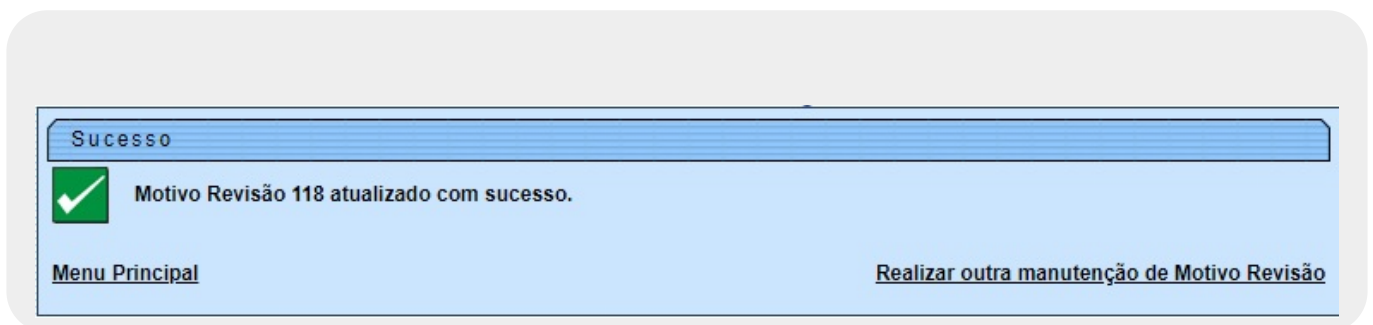 Sucesso
Motivo Revisão 118 atualizado com sucesso.
Menu Principal
Realizar outra manutenção de Motivo Revisão